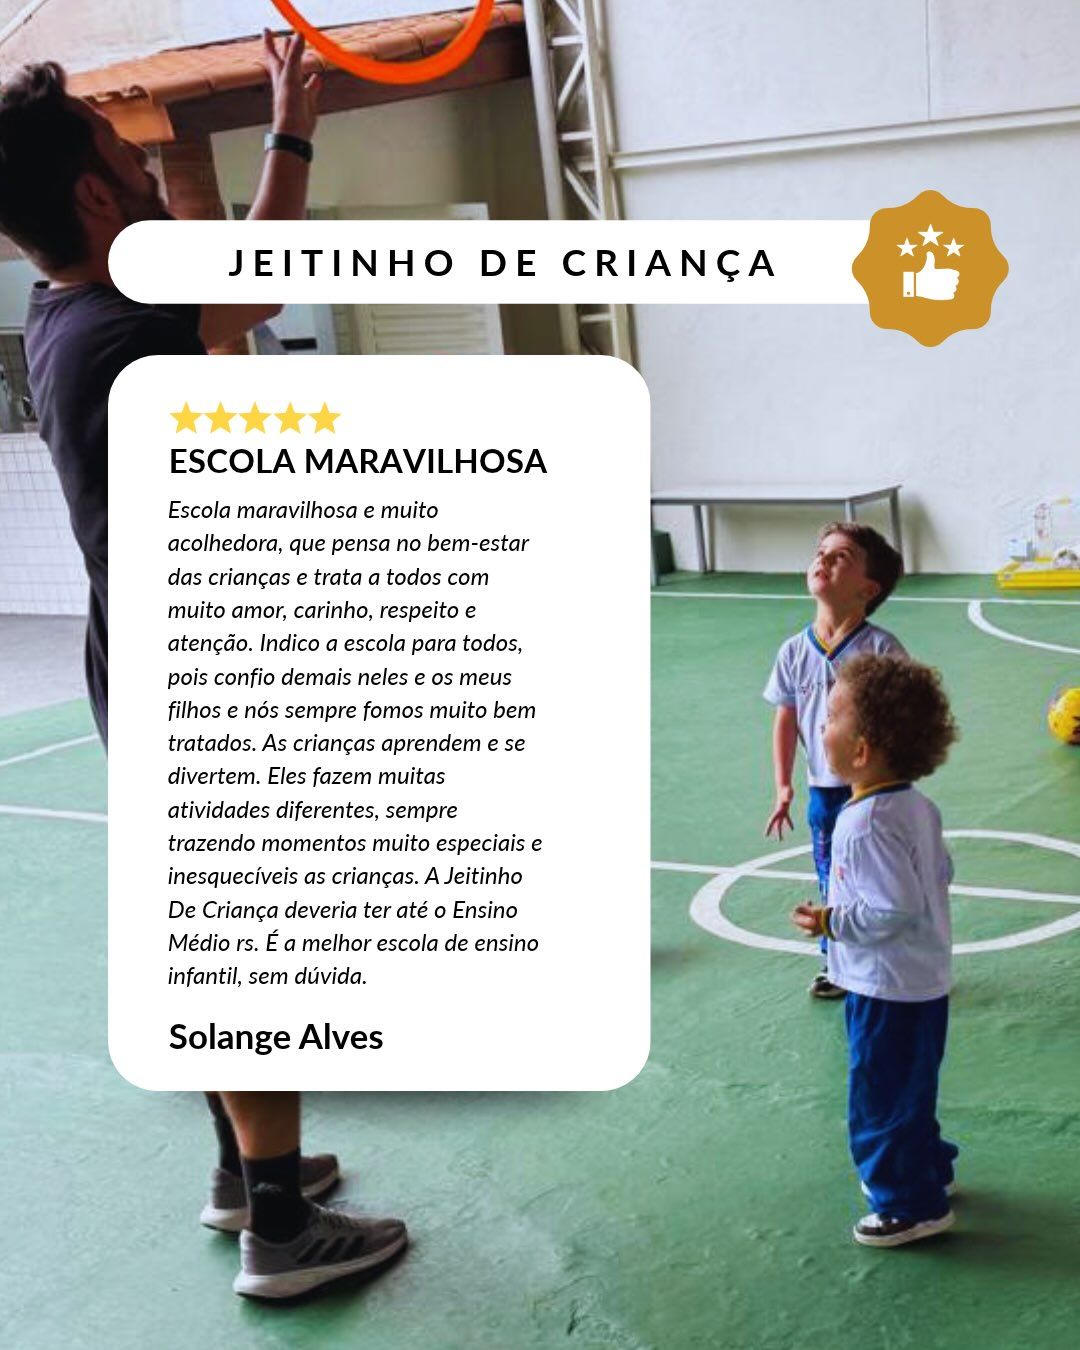 JEITINHO DE CRIANÇA
ESCOLA MARAVILHOSA
Escola maravilhosa e muito
acolhedora, que pensa no bem-estar
das crianças e trata a todos com
muito amor, carinho, respeito e
atenção. Indico a escola para todos,
pois confio demais neles e os meus
filhos e nós sempre fomos muito bem
tratados. As crianças aprendem e se
divertem. Eles fazem muitas
atividades diferentes, sempre
trazendo momentos muito especiais e
inesquecíveis as crianças. A Jeitinho
De Criança deveria ter até o Ensino
Médio rs. É a melhor escola de ensino
infantil, sem dúvida.
Solange Alves